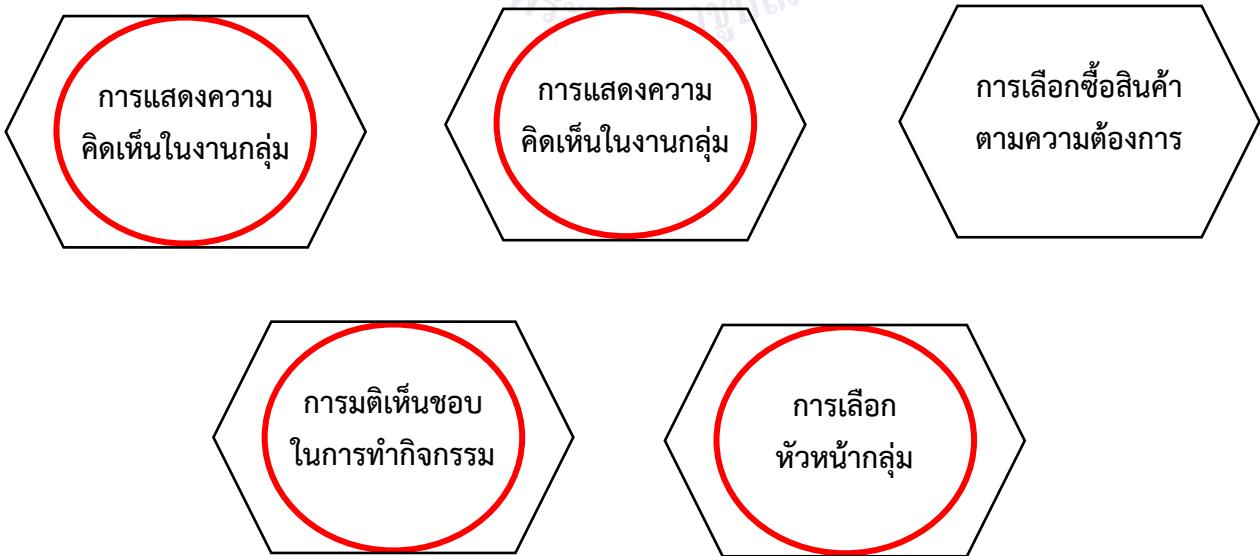 การแสดงความ
คิดเห็นในงานกลุ่ม
การแสดงความ
คิดเห็นในงานกลุ่ม
การเลือกซื้อสินค้า
ตามความต้องการ
การมติเห็นชอบ
ในการทำกิจกรรม
การเลือก
หัวหน้ากลุ่ม